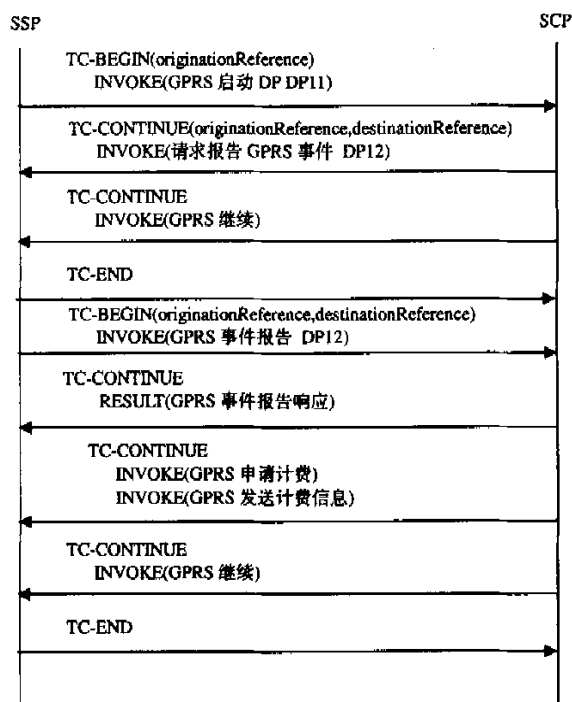 SSP
SCP
TC-BEGIN(originationReference)
INVOKE(GPRS 启动 DP DP11)
TC-CONTINUE(originationReference,destinationReference)
INVOKE(请求报告 GPRS 事件 DP12)
TC-CONTINUE
INVOKE(GPRS 继续)
TC-END
TC-BEGIN(originationReference,destinationReference)
INVOKE(GPRS 事件报告 DP12)
TC-CONTINUE
RESULT(GPRS 事件报告响应)
TC-CONTINUE
INVOKE(GPRS 申请计费)
INVOKE(GPRS 发送计费信息)
TC-CONTINUE
INVOKE(GPRS 继续)
TC-END